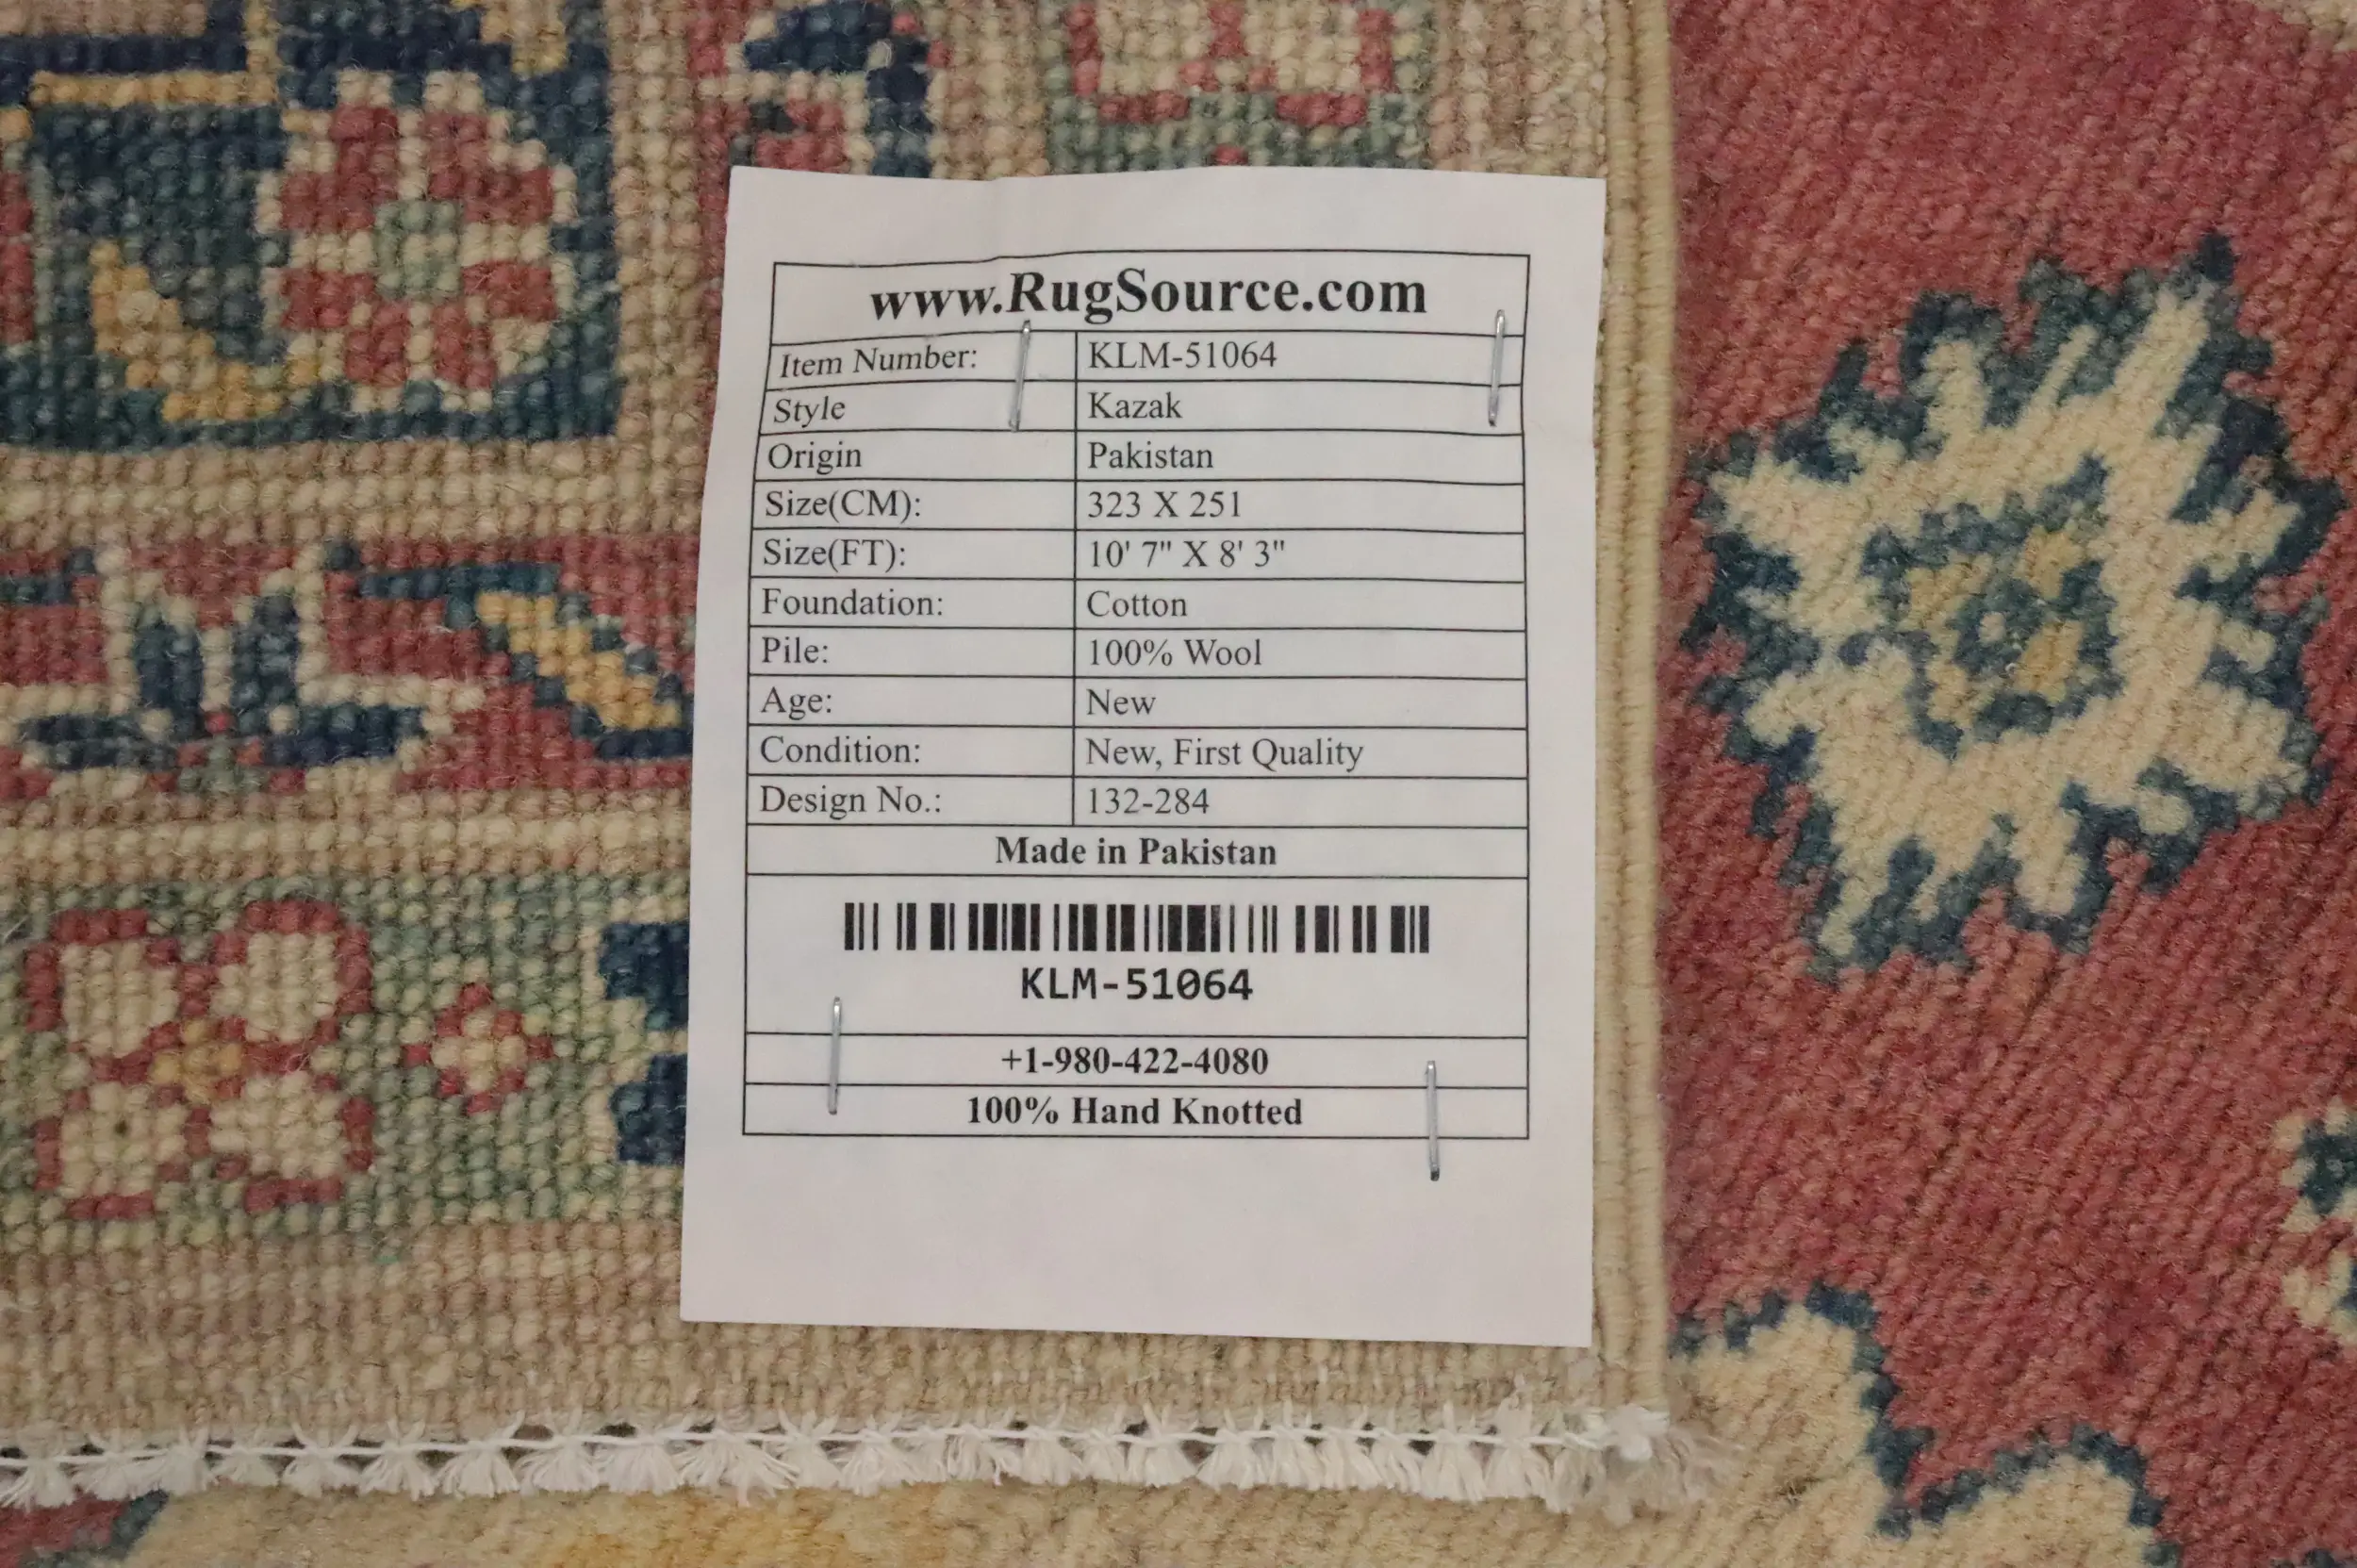 www.RugSource.com
Item Number: KLM-51064
Style Kazak
Origin Pakistan
Size(CM): 323 X 251
Size(FT): 10' 7" X 8' 3"
Foundation: Cotton
Pile: 100% Wool
Age: New
Condition: New, First Quality
Design No.: 132-284
Made in Pakistan
KLM-51064
+1-980-422-4080
100% Hand Knotted